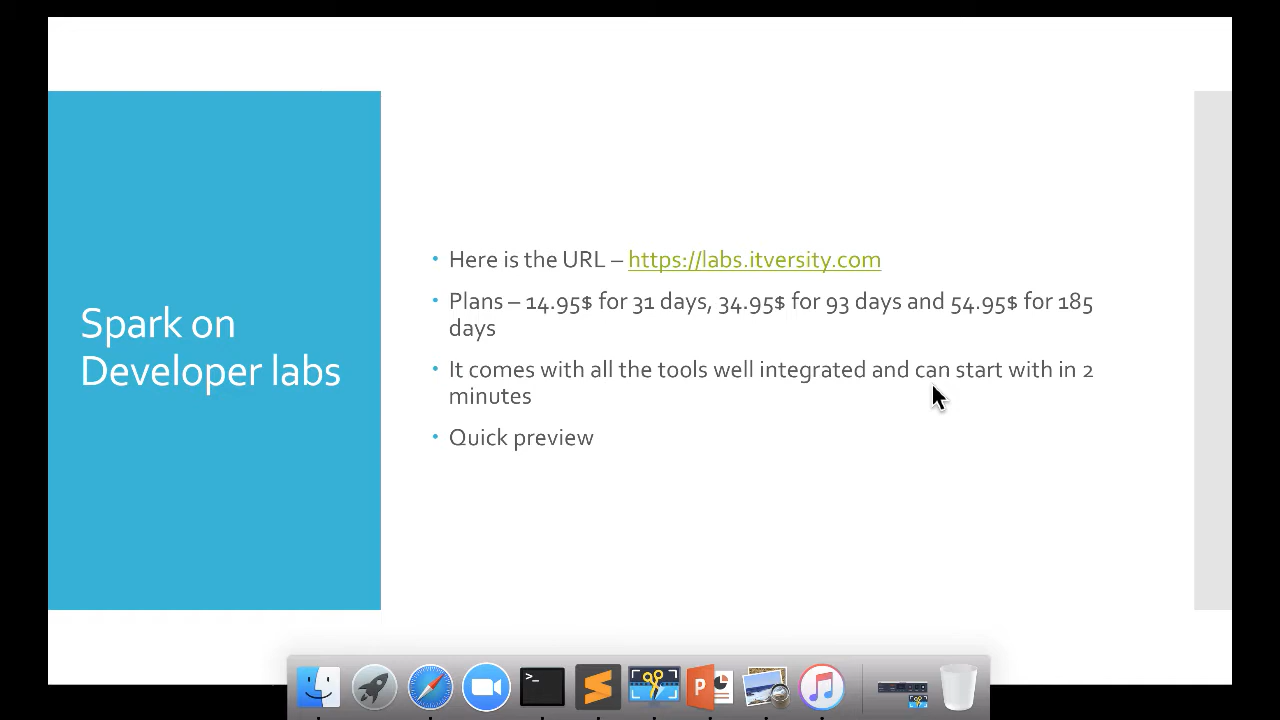 Spark on
Developer labs
• Here is the URL – https://labs.itversity.com
• Plans – 14.95$ for 31 days, 34.95$ for 93 days and 54.95$ for 185
days
• It comes with all the tools well integrated and can start with in 2
minutes
• Quick preview
>_
P